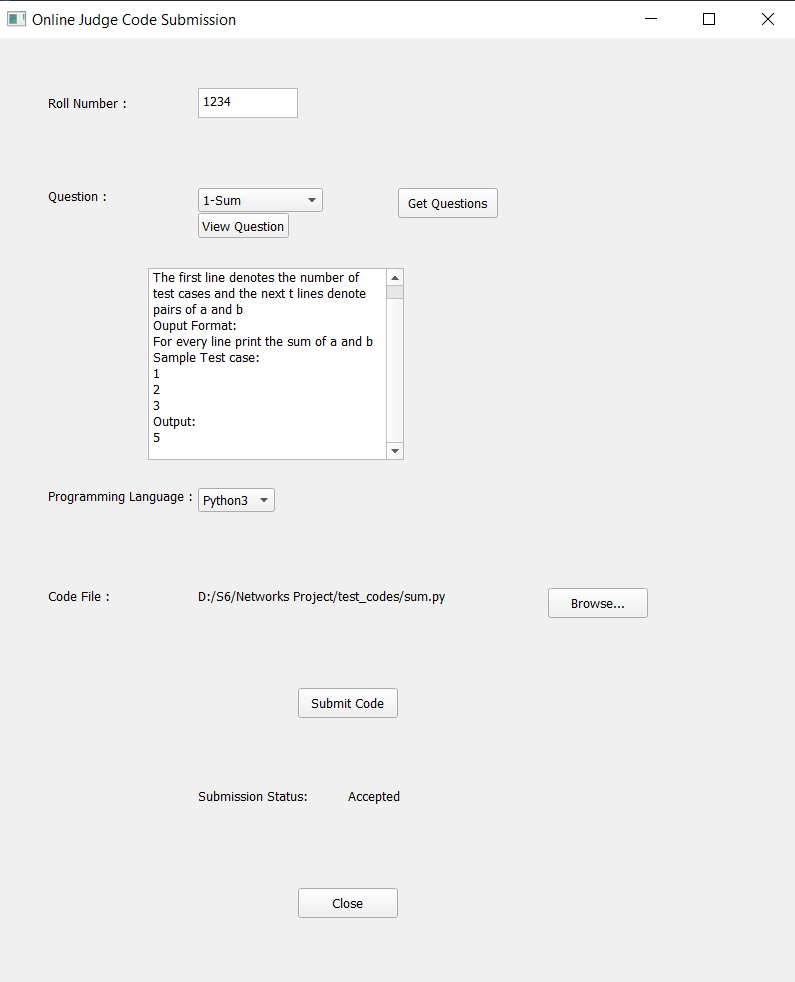 Online Judge Code Submission
Roll Number :
1234
Question :
1-Sum
Get Questions
View Question
The first line denotes the number of
test cases and the next t lines denote
pairs of a and b
Ouput Format:
For every line print the sum of a and b
Sample Test case:
1
2
3
Output:
5
Programming Language :
Python3
Code File :
D:/S6/Networks Project/test_codes/sum.py
Browse...
Submit Code
Submission Status:
Accepted
Close